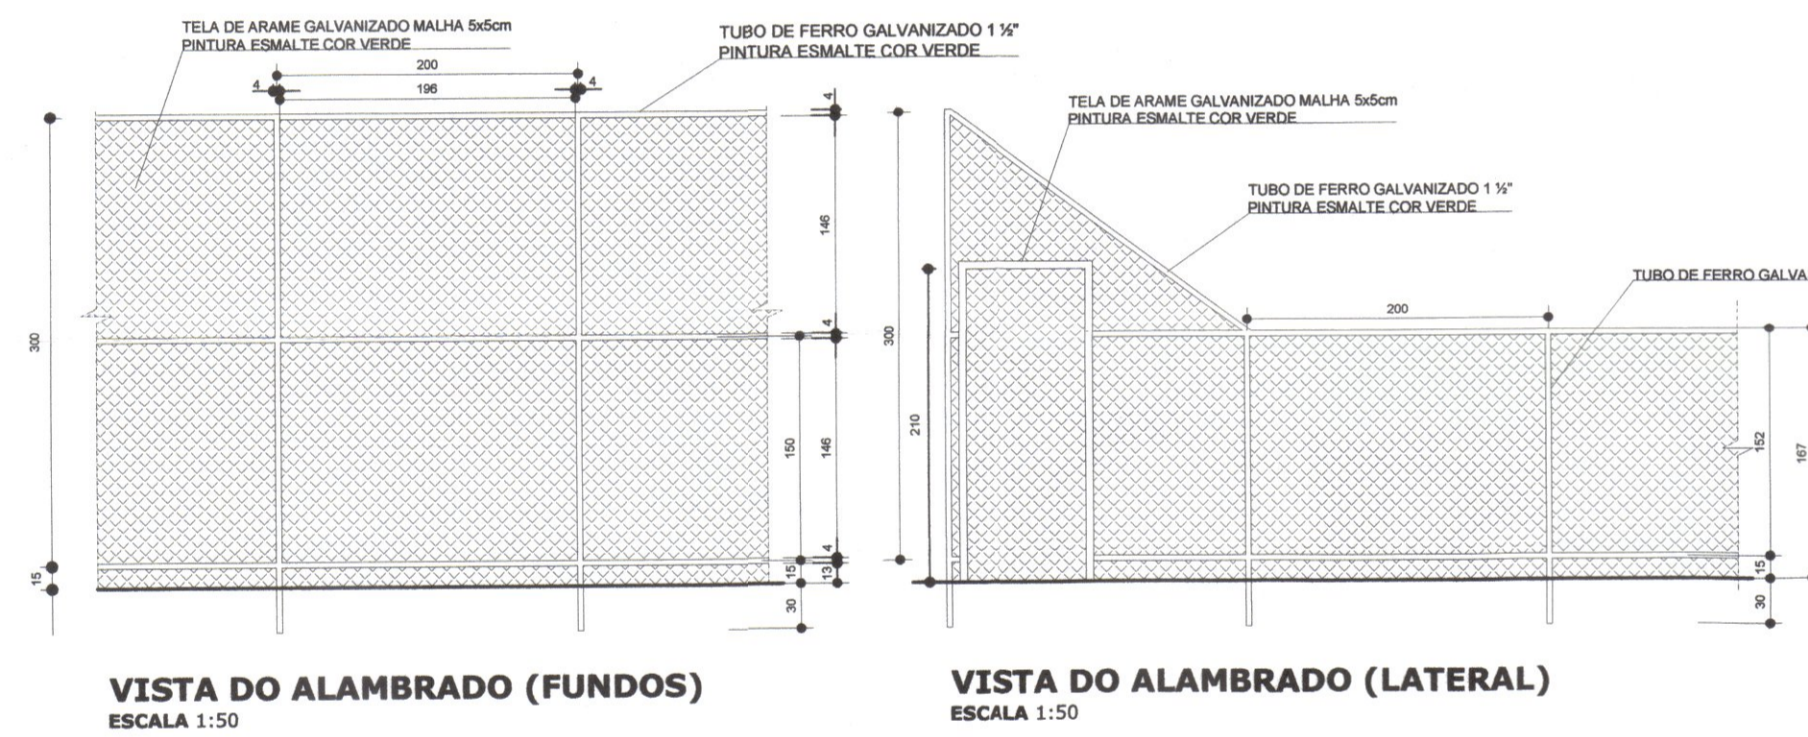 TELA DE ARAME GALVANIZADO MALHA 5x5cm
PINTURA ESMALTE COR VERDE
TUBO DE FERRO GALVANIZADO 1 ½"
PINTURA ESMALTE COR VERDE
200
4
196
4
4
146
4
300
150
146
4
15
15
13
30
VISTA DO ALAMBRADO (FUNDOS)
ESCALA 1:50
TELA DE ARAME GALVANIZADO MALHA 5x5cm
PINTURA ESMALTE COR VERDE
TUBO DE FERRO GALVANIZADO 1 ½"
PINTURA ESMALTE COR VERDE
TUBO DE FERRO GALVA
200
300
210
152
167
15
30
VISTA DO ALAMBRADO (LATERAL)
ESCALA 1:50